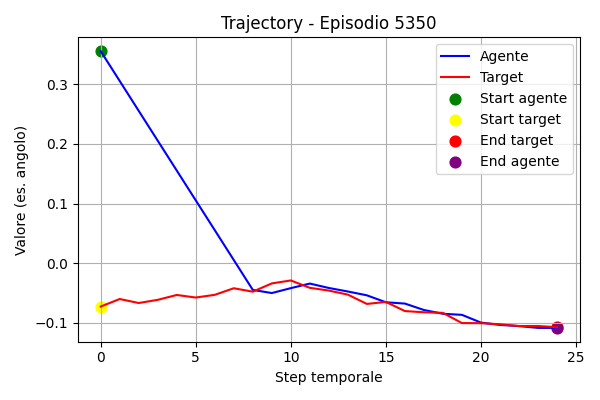 Trajectory - Episodio 5350
Valore (es. angolo)
0.3
0.2
0.1
0.0
−0.1
Agente
Target
Start agente
Start target
End target
End agente
0 5 10 15 20 25
Step temporale